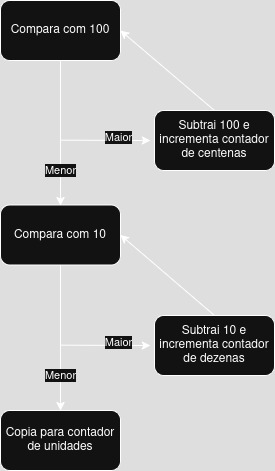 Compara com 100
Subtrai 100 e
incrementa contador
de centenas
Maior
Menor
Compara com 10
Subtrai 10 e
incrementa contador
de dezenas
Maior
Menor
Copia para contador
de unidades